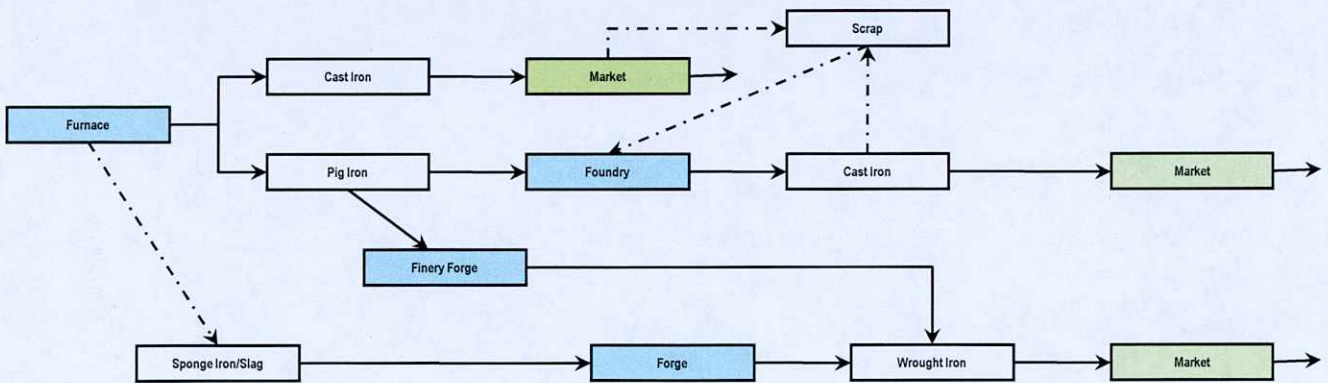 Scrap
Cast Iron
Market
Furnace
Pig Iron
Foundry
Cast Iron
Market
Finery Forge
Sponge Iron/Slag
Forge
Wrought Iron
Market